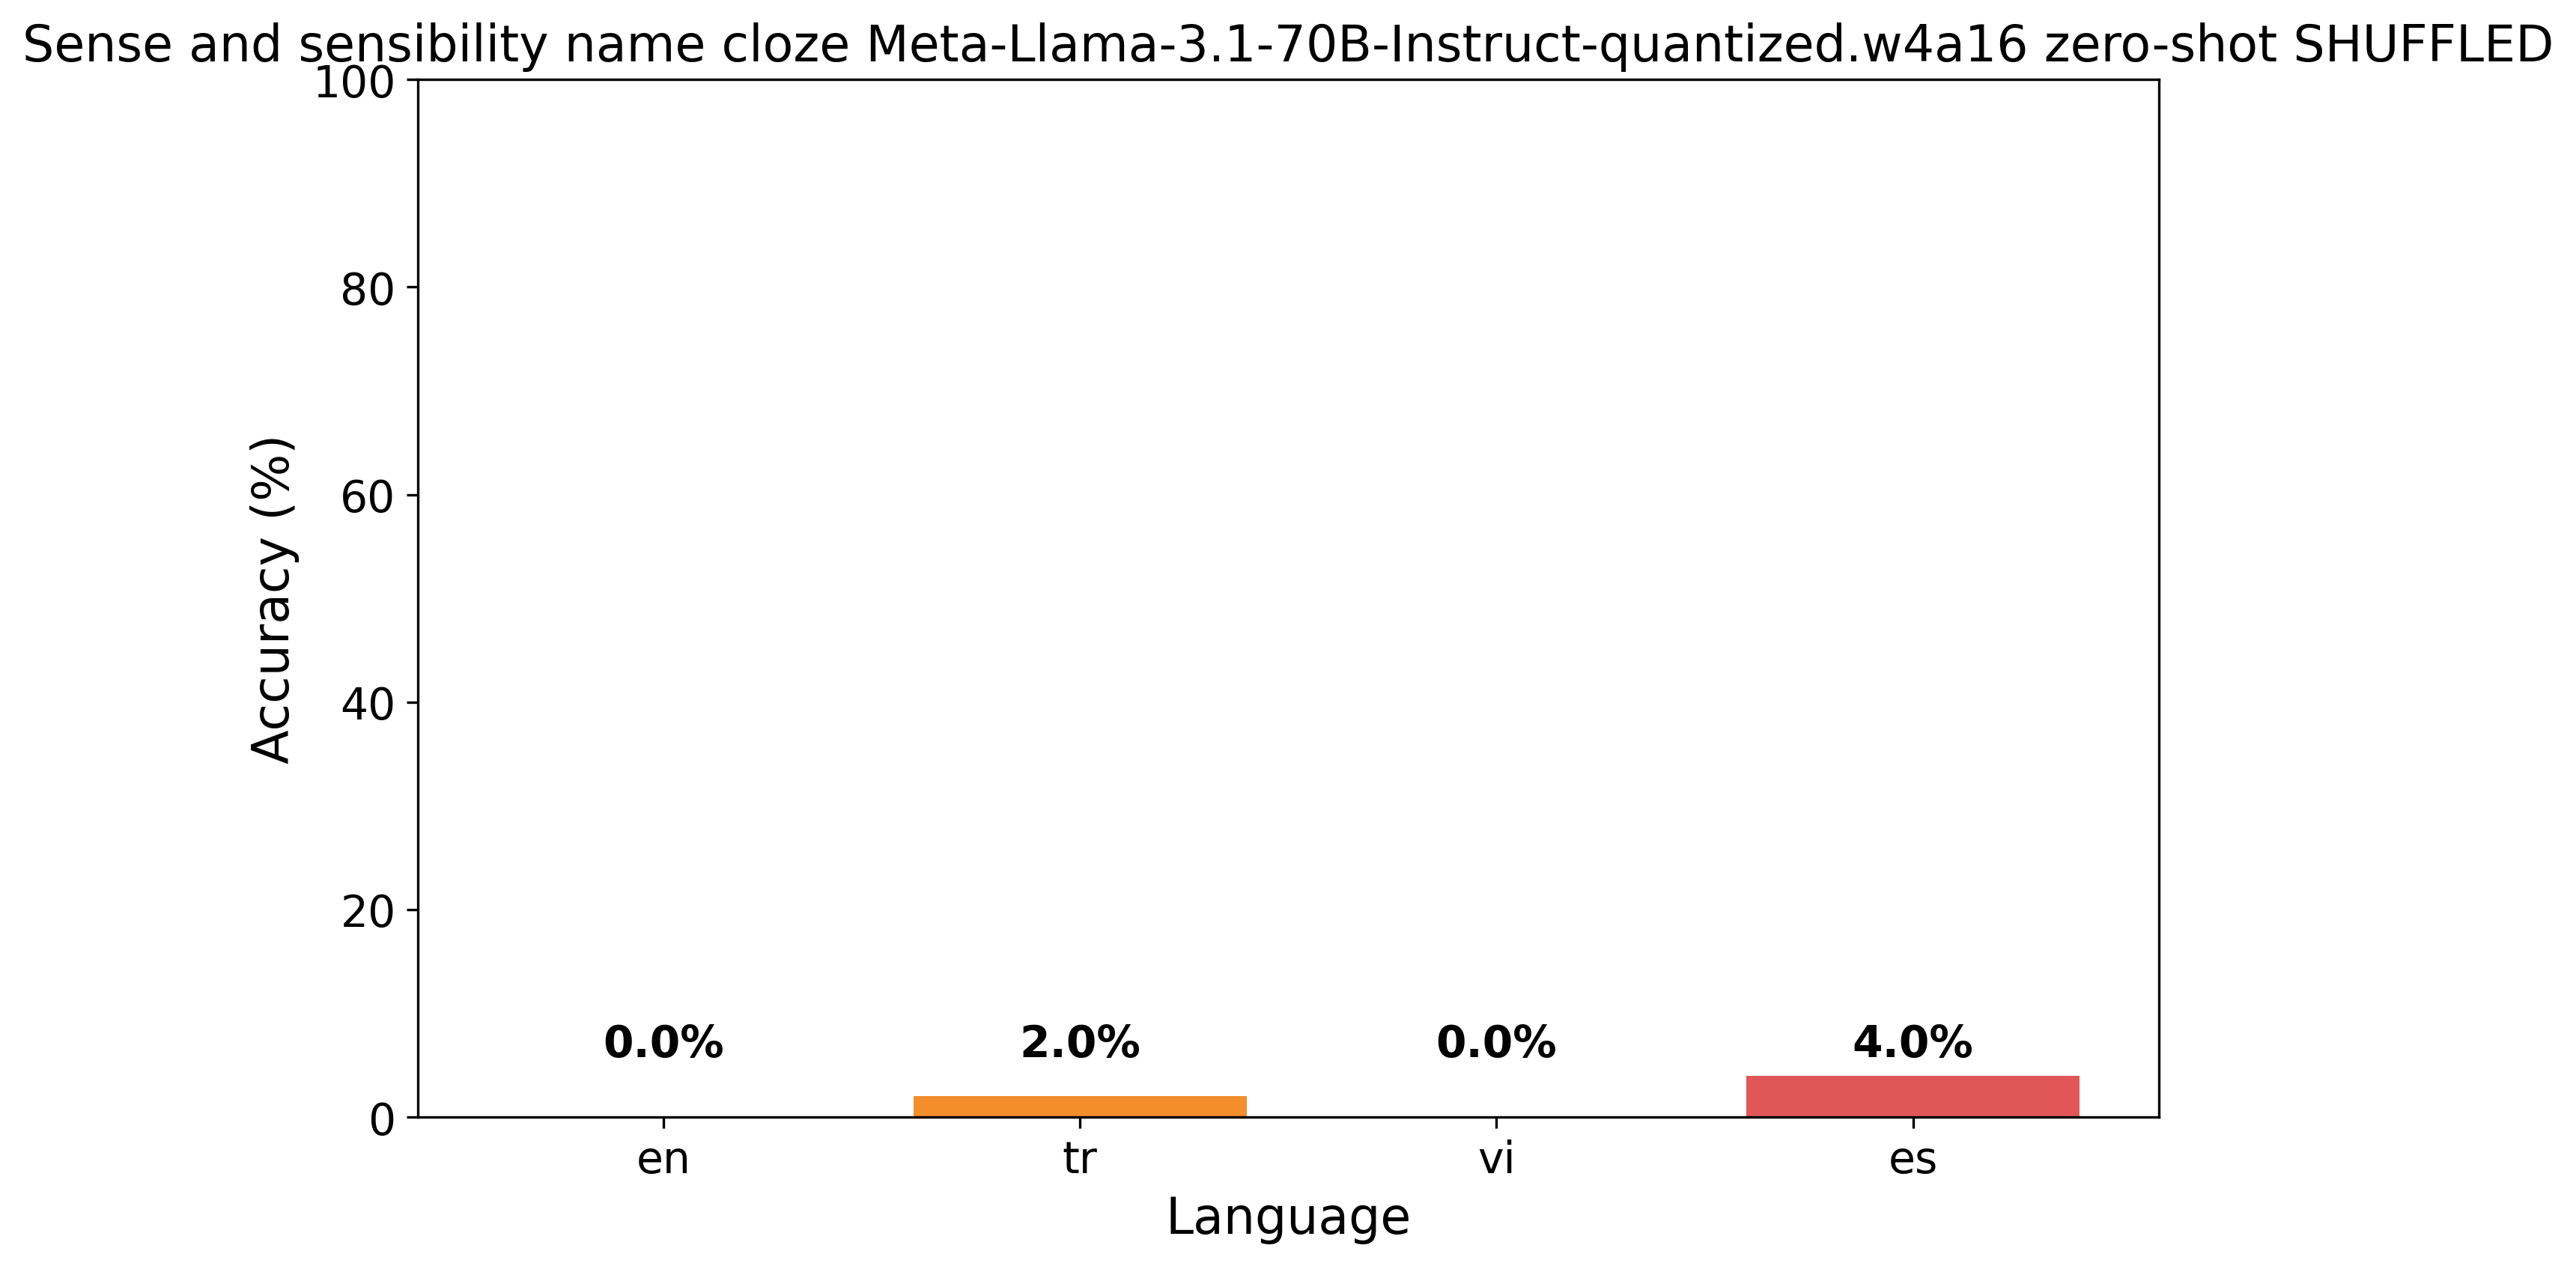 Sense and sensibility name cloze Meta-Llama-3.1-70B-Instruct-quantized.w4a16 zero-shot SHUFFLED
100
80
60
40
20
0
Accuracy (%)
0.0%
2.0%
0.0%
4.0%
en
tr
vi
es
Language